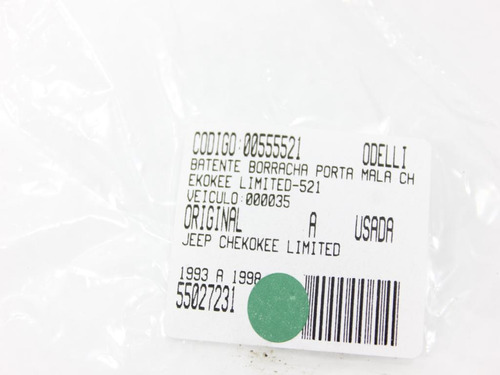 CODIGO:00555521 ODELLI
BATENTE BORRACHA PORTA MALA CH
EKOKEE LIMITED-521
VEICULO:000035
ORIGINAL A USADA
JEEP CHEKOKEE LIMITED
1993 A 1998
55027231